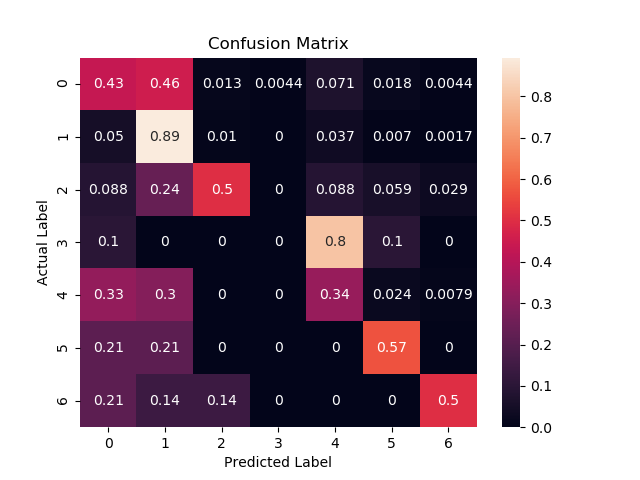 Confusion Matrix
0 0.43 0.46 0.013 0.0044 0.071 0.018 0.0044
1 0.05 0.89 0.01 0 0.037 0.007 0.0017
2 0.088 0.24 0.5 0 0.088 0.059 0.029
3 0.1 0 0 0 0.8 0.1 0
4 0.33 0.3 0 0 0.34 0.024 0.0079
5 0.21 0.21 0 0 0 0.57 0
6 0.21 0.14 0.14 0 0 0 0.5
0 1 2 3 4 5 6
Predicted Label
Actual Label
0.8
0.7
0.6
0.5
0.4
0.3
0.2
0.1
0.0